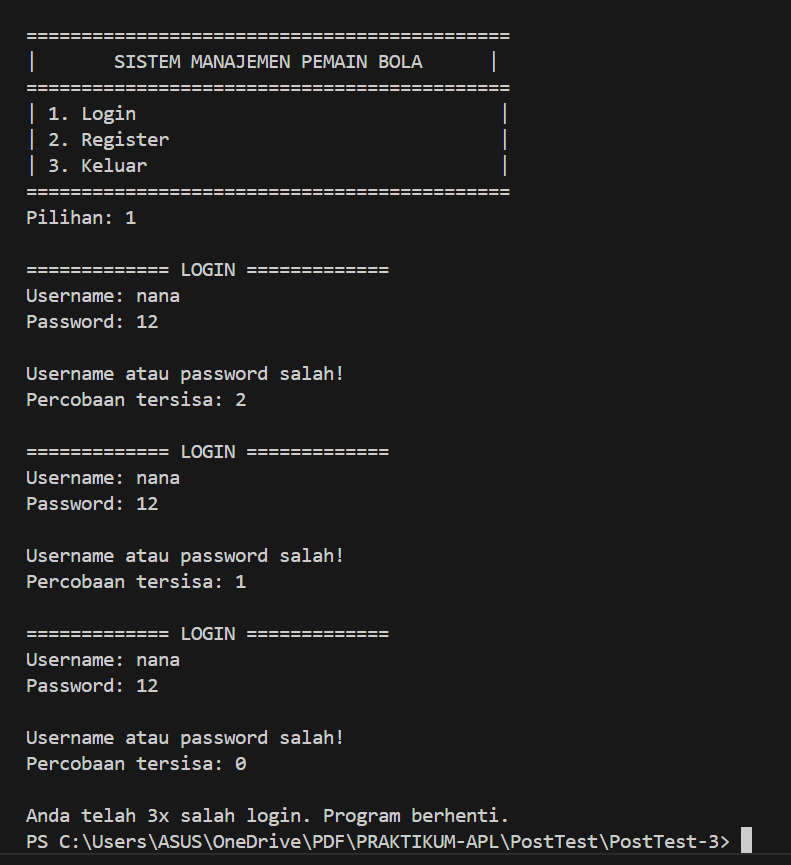 ============================================
|       SISTEM MANAJEMEN PEMAIN BOLA      |
============================================
| 1. Login                                 |
| 2. Register                              |
| 3. Keluar                                |
============================================
Pilihan: 1
============= LOGIN =============
Username: nana
Password: 12
Username atau password salah!
Percobaan tersisa: 2
============= LOGIN =============
Username: nana
Password: 12
Username atau password salah!
Percobaan tersisa: 1
============= LOGIN =============
Username: nana
Password: 12
Username atau password salah!
Percobaan tersisa: 0
Anda telah 3x salah login. Program berhenti.
PS C:\Users\ASUS\OneDrive\PDF\PRAKTIKUM-APL\PostTest\PostTest-3>